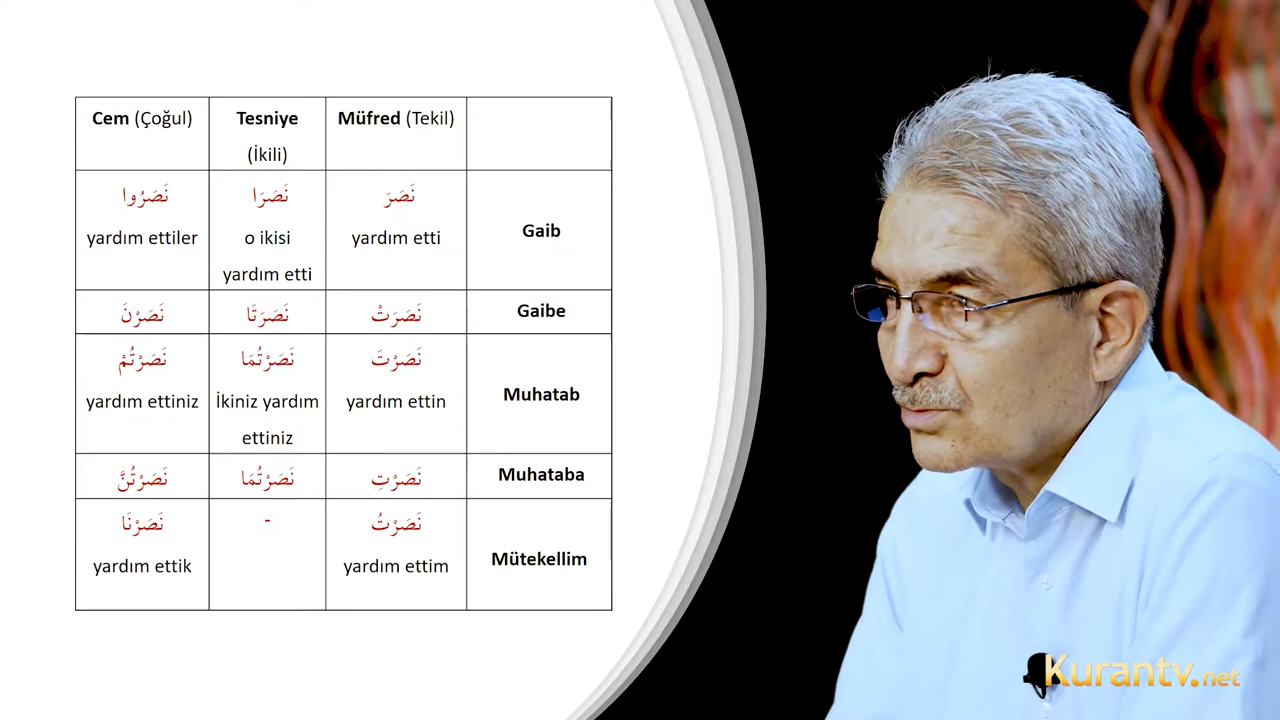 Cem (Çoğul) Tesniye Müfred (Tekil)
(İkili)
نَصَرُوا نَصَرَا نَصَرَ
yardım ettiler o ikisi yardım etti Gaib
yardım etti
نَصَرْنَ نَصَرَتَا نَصَرَتْ Gaibe
نَصَرْتُمْ نَصَرْتُمَا نَصَرْتَ
yardım ettiniz İkiniz yardım yardım ettin Muhatab
ettiniz
نَصَرْتُنَّ نَصَرْتُمَا نَصَرْتِ Muhataba
نَصَرْنَا - نَصَرْتُ
yardım ettik yardım ettim Mütekellim
Kurantv.net